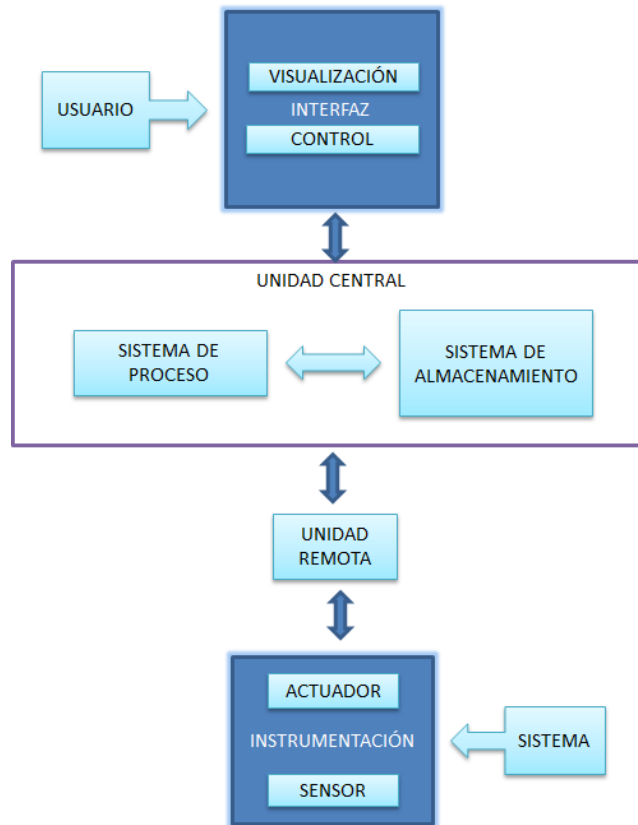 VISUALIZACIÓN
USUARIO
INTERFAZ
CONTROL
UNIDAD CENTRAL
SISTEMA DE
PROCESO
SISTEMA DE
ALMACENAMIENTO
UNIDAD
REMOTA
ACTUADOR
INSTRUMENTACIÓN
SISTEMA
SENSOR